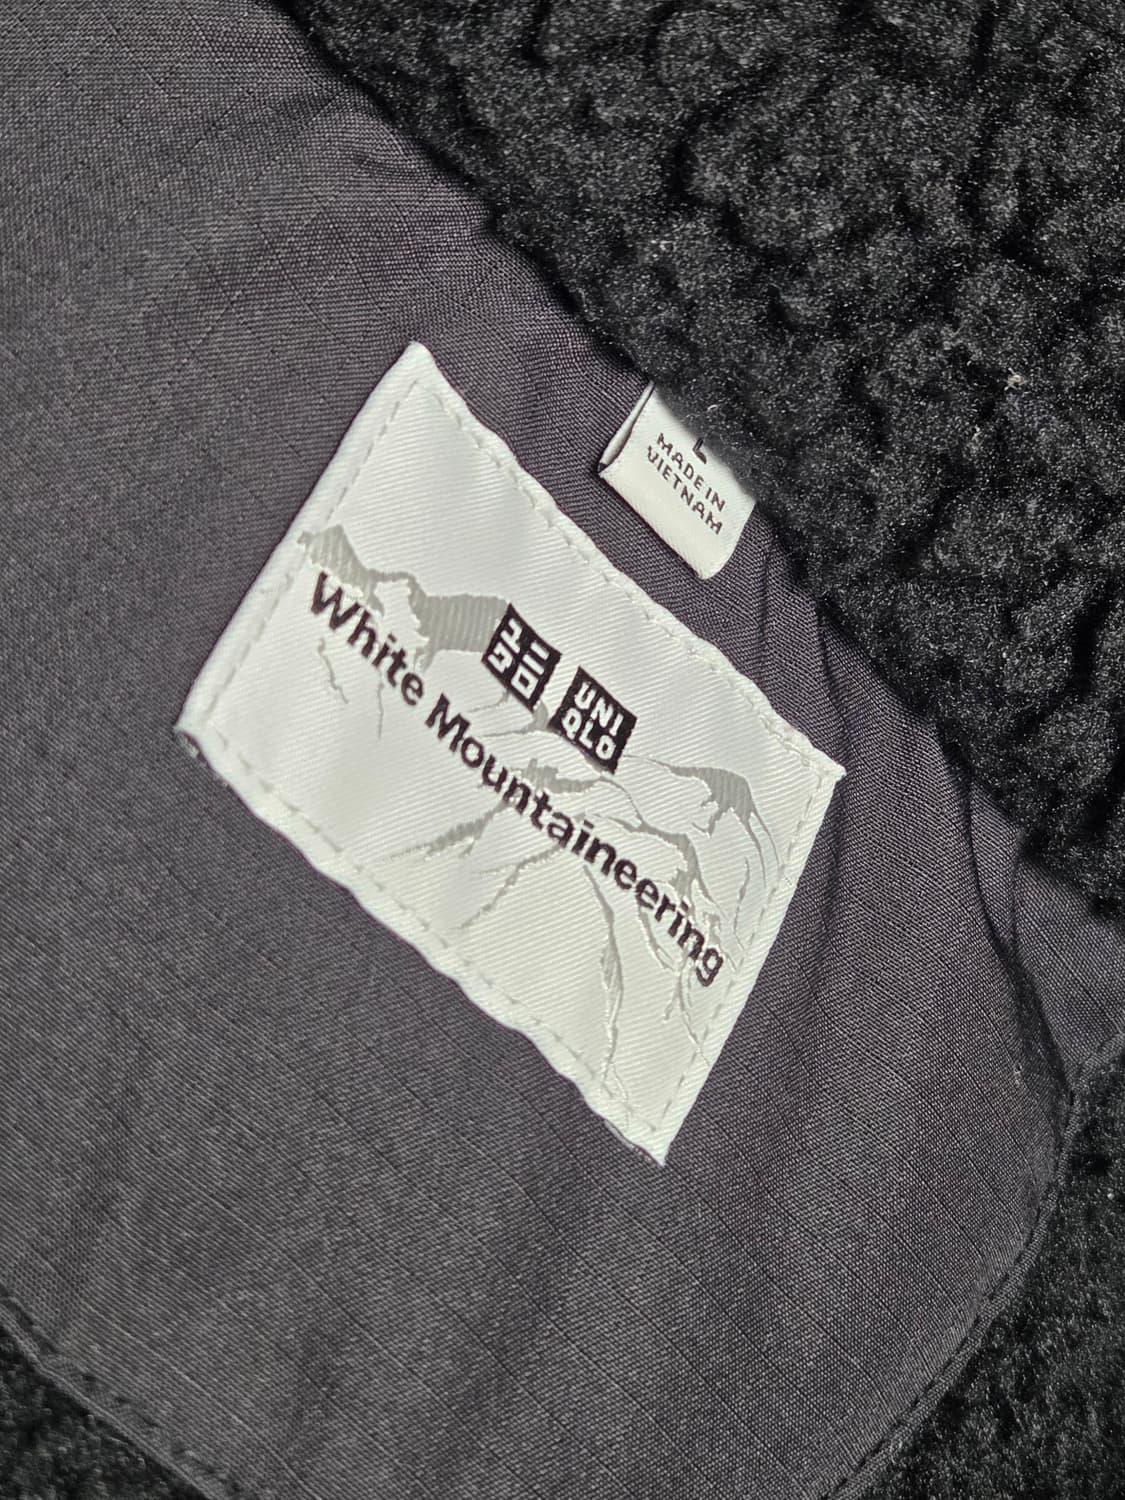 L
MADE IN
VIETNAM
ユニ
クロ
UNI
QLO
White Mountaineering